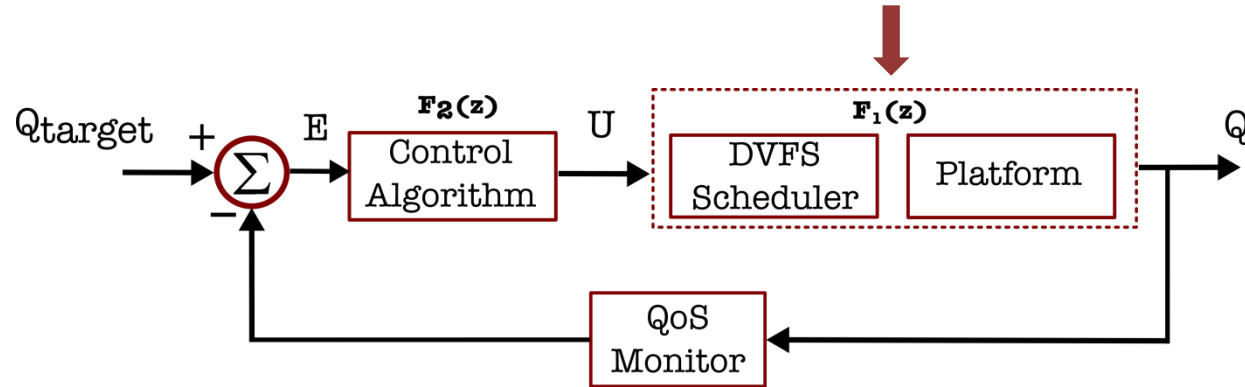 Qtarget
+
−
Σ
E
F2(z)
Control
Algorithm
U
F₁(z)
DVFS
Scheduler
Platform
Q
QoS
Monitor